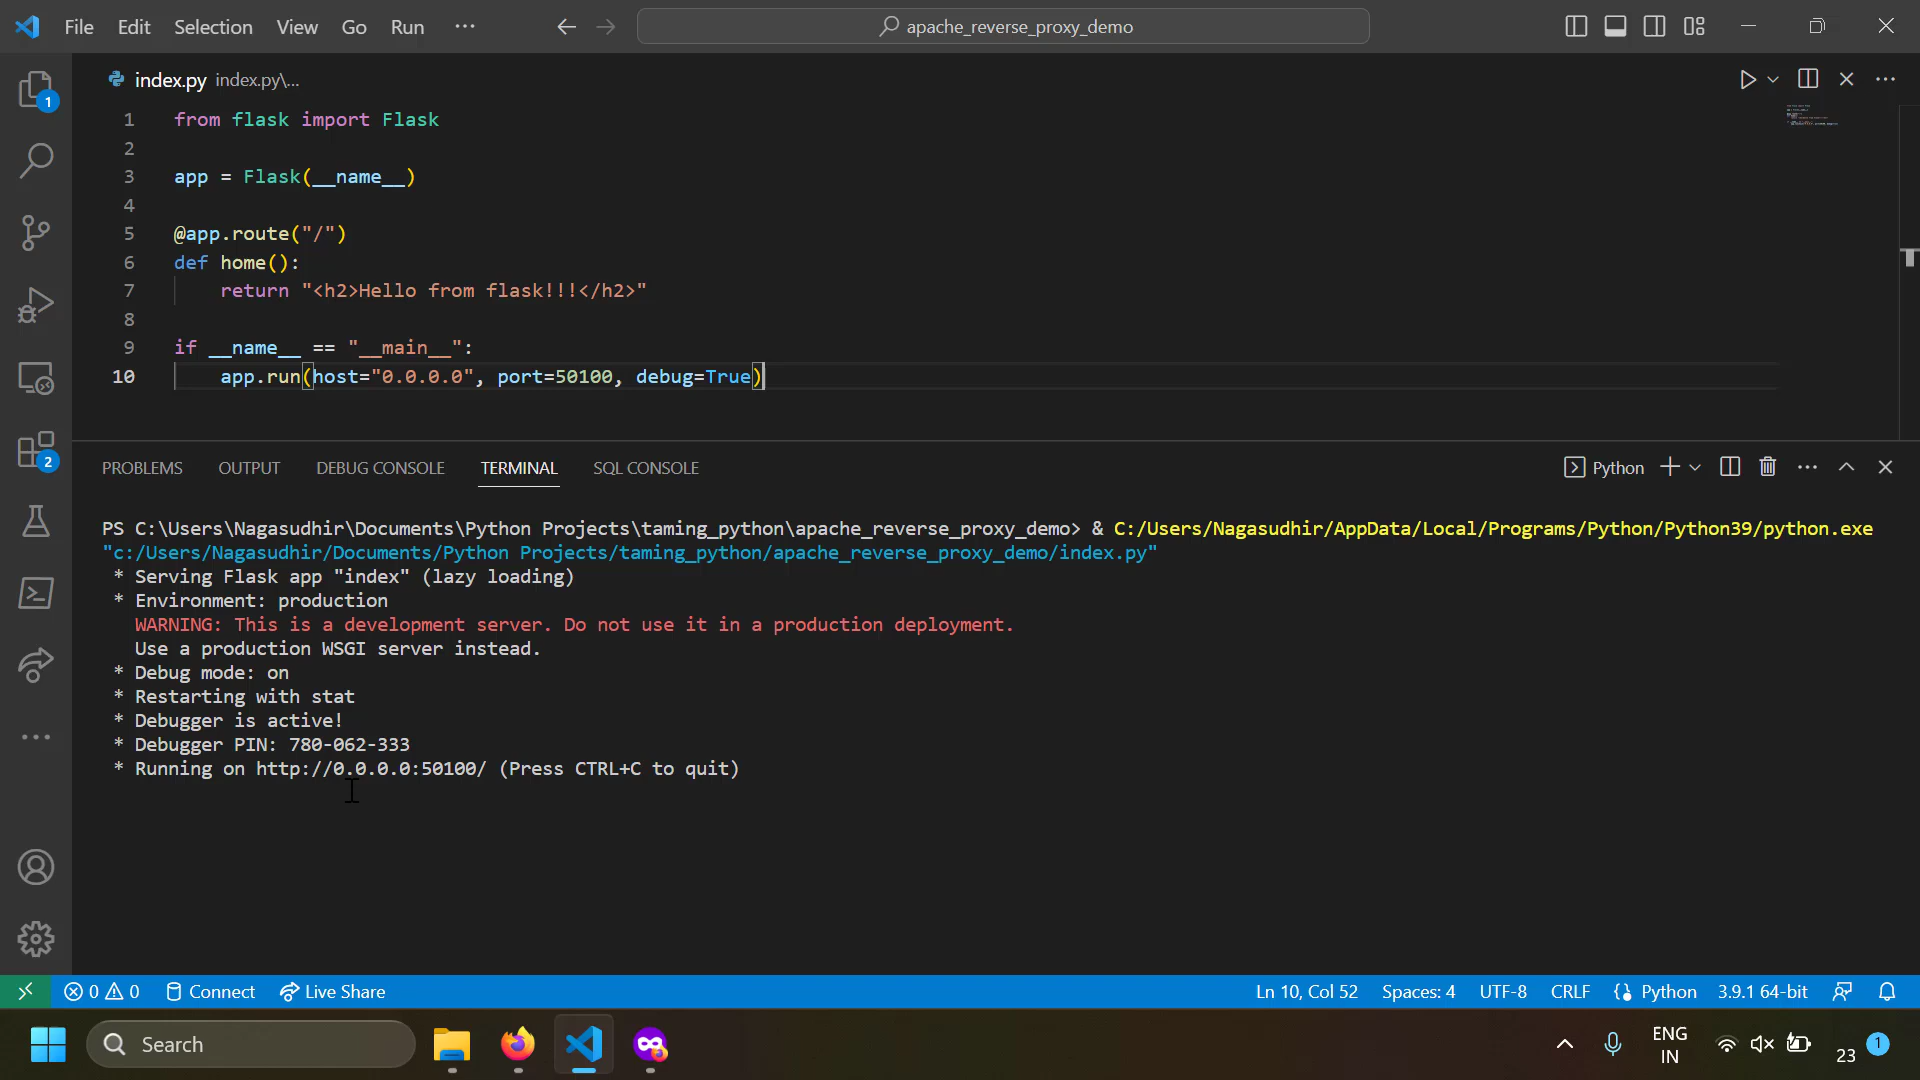 File Edit Selection View Go Run ···
apache_reverse_proxy_demo
index.py index.py\...
1 from flask import Flask
2
3 app = Flask(__name__)
4
5 @app.route("/")
6 def home():
7 return "<h2>Hello from flask!!!</h2>"
8
9 if __name__ == "__main__":
10 app.run(host="0.0.0.0", port=50100, debug=True)
PROBLEMS OUTPUT DEBUG CONSOLE TERMINAL SQL CONSOLE
Python
PS C:\Users\Nagasudhir\Documents\Python Projects\taming_python\apache_reverse_proxy_demo> & C:/Users/Nagasudhir/AppData/Local/Programs/Python/Python39/python.exe
"c:/Users/Nagasudhir/Documents/Python Projects/taming_python/apache_reverse_proxy_demo/index.py"
* Serving Flask app "index" (lazy loading)
* Environment: production
WARNING: This is a development server. Do not use it in a production deployment.
Use a production WSGI server instead.
* Debug mode: on
* Restarting with stat
* Debugger is active!
* Debugger PIN: 780-062-333
* Running on http://0.0.0.0:50100/ (Press CTRL+C to quit)
1
2
0 0 Connect Live Share
Ln 10, Col 52 Spaces: 4 UTF-8 CRLF Python 3.9.1 64-bit
Search
ENG
IN
23 1